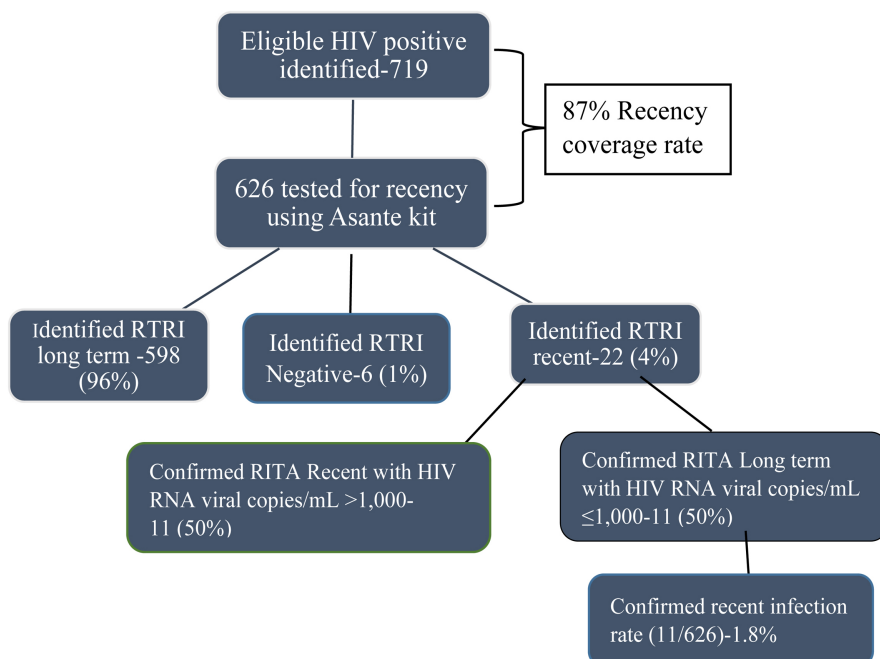 Eligible HIV positive
identified-719
87% Recency
coverage rate
626 tested for recency
using Asante kit
Identified RTRI
long term -598
(96%)
Identified RTRI
Negative-6 (1%)
Identified RTRI
recent-22 (4%)
Confirmed RITA Recent with HIV
RNA viral copies/mL >1,000-
11 (50%)
Confirmed RITA Long term
with HIV RNA viral copies/mL
≤1,000-11 (50%)
Confirmed recent infection
rate (11/626)-1.8%